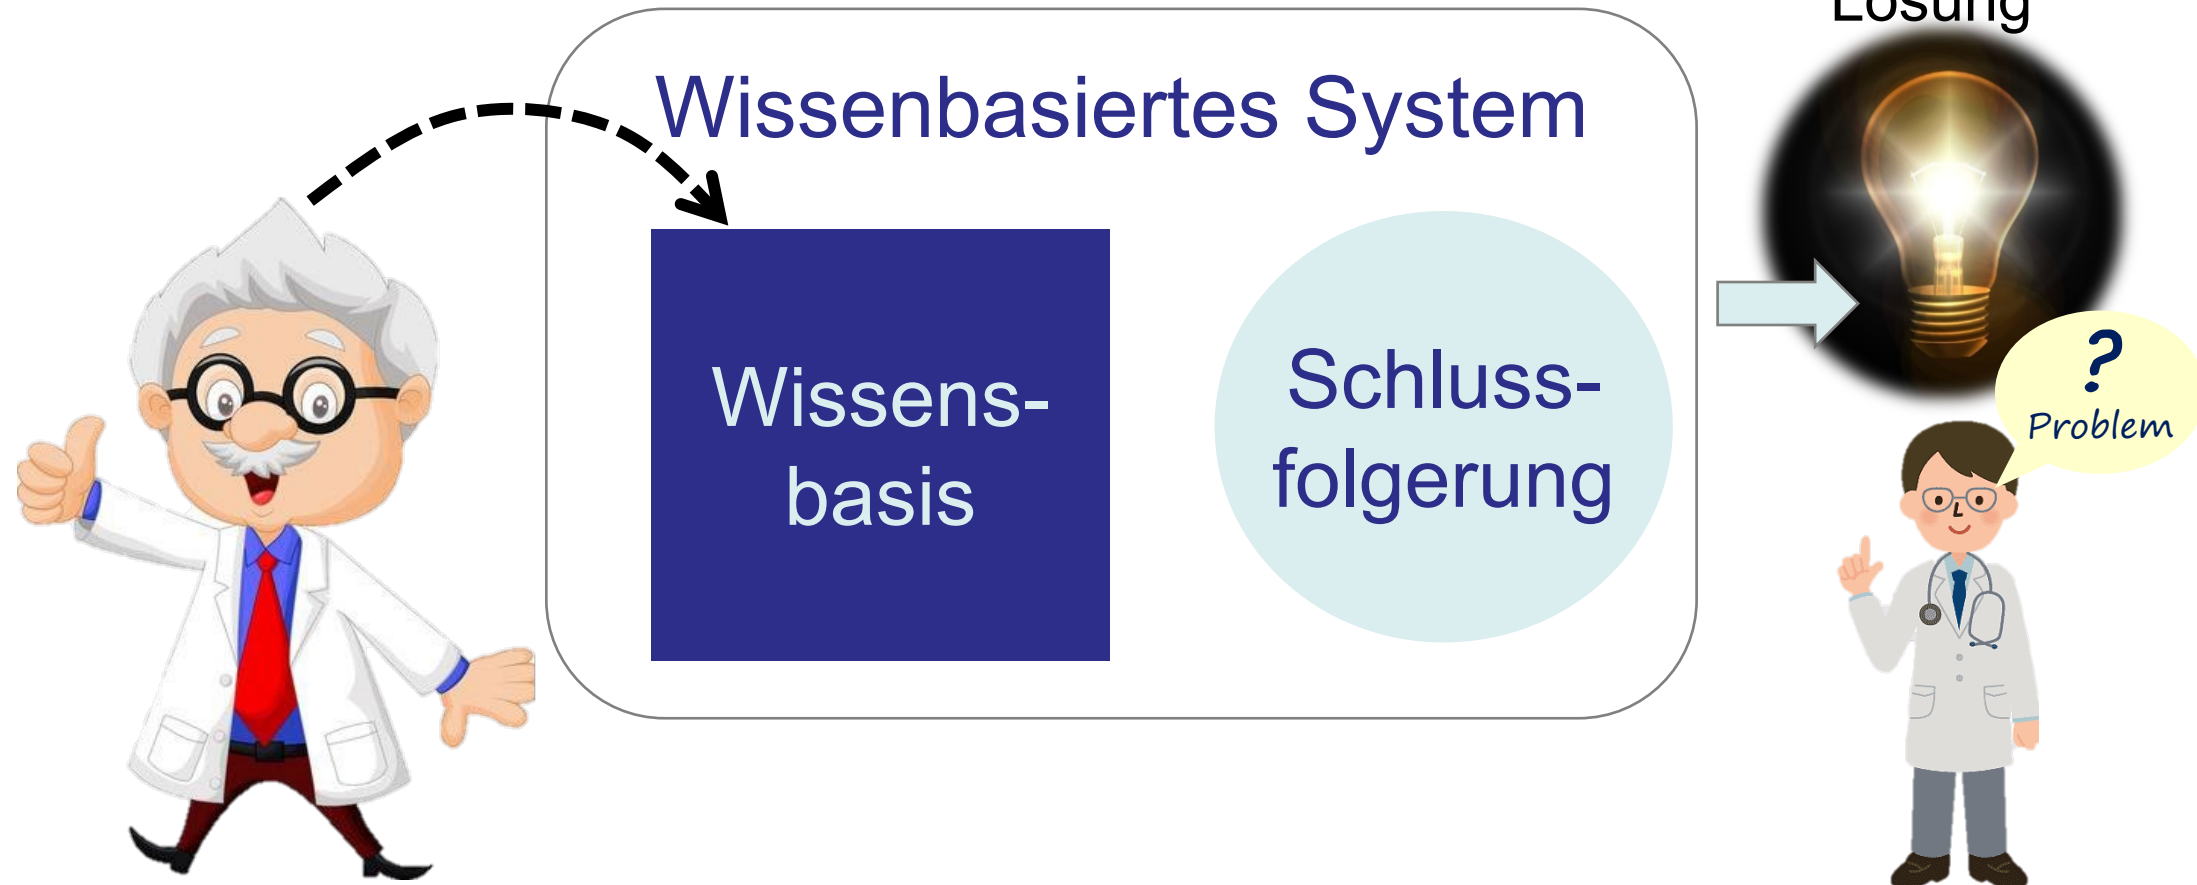 Lösung
Wissenbasiertes System
Wissens-
basis
Schluss-
folgerung
?
Problem